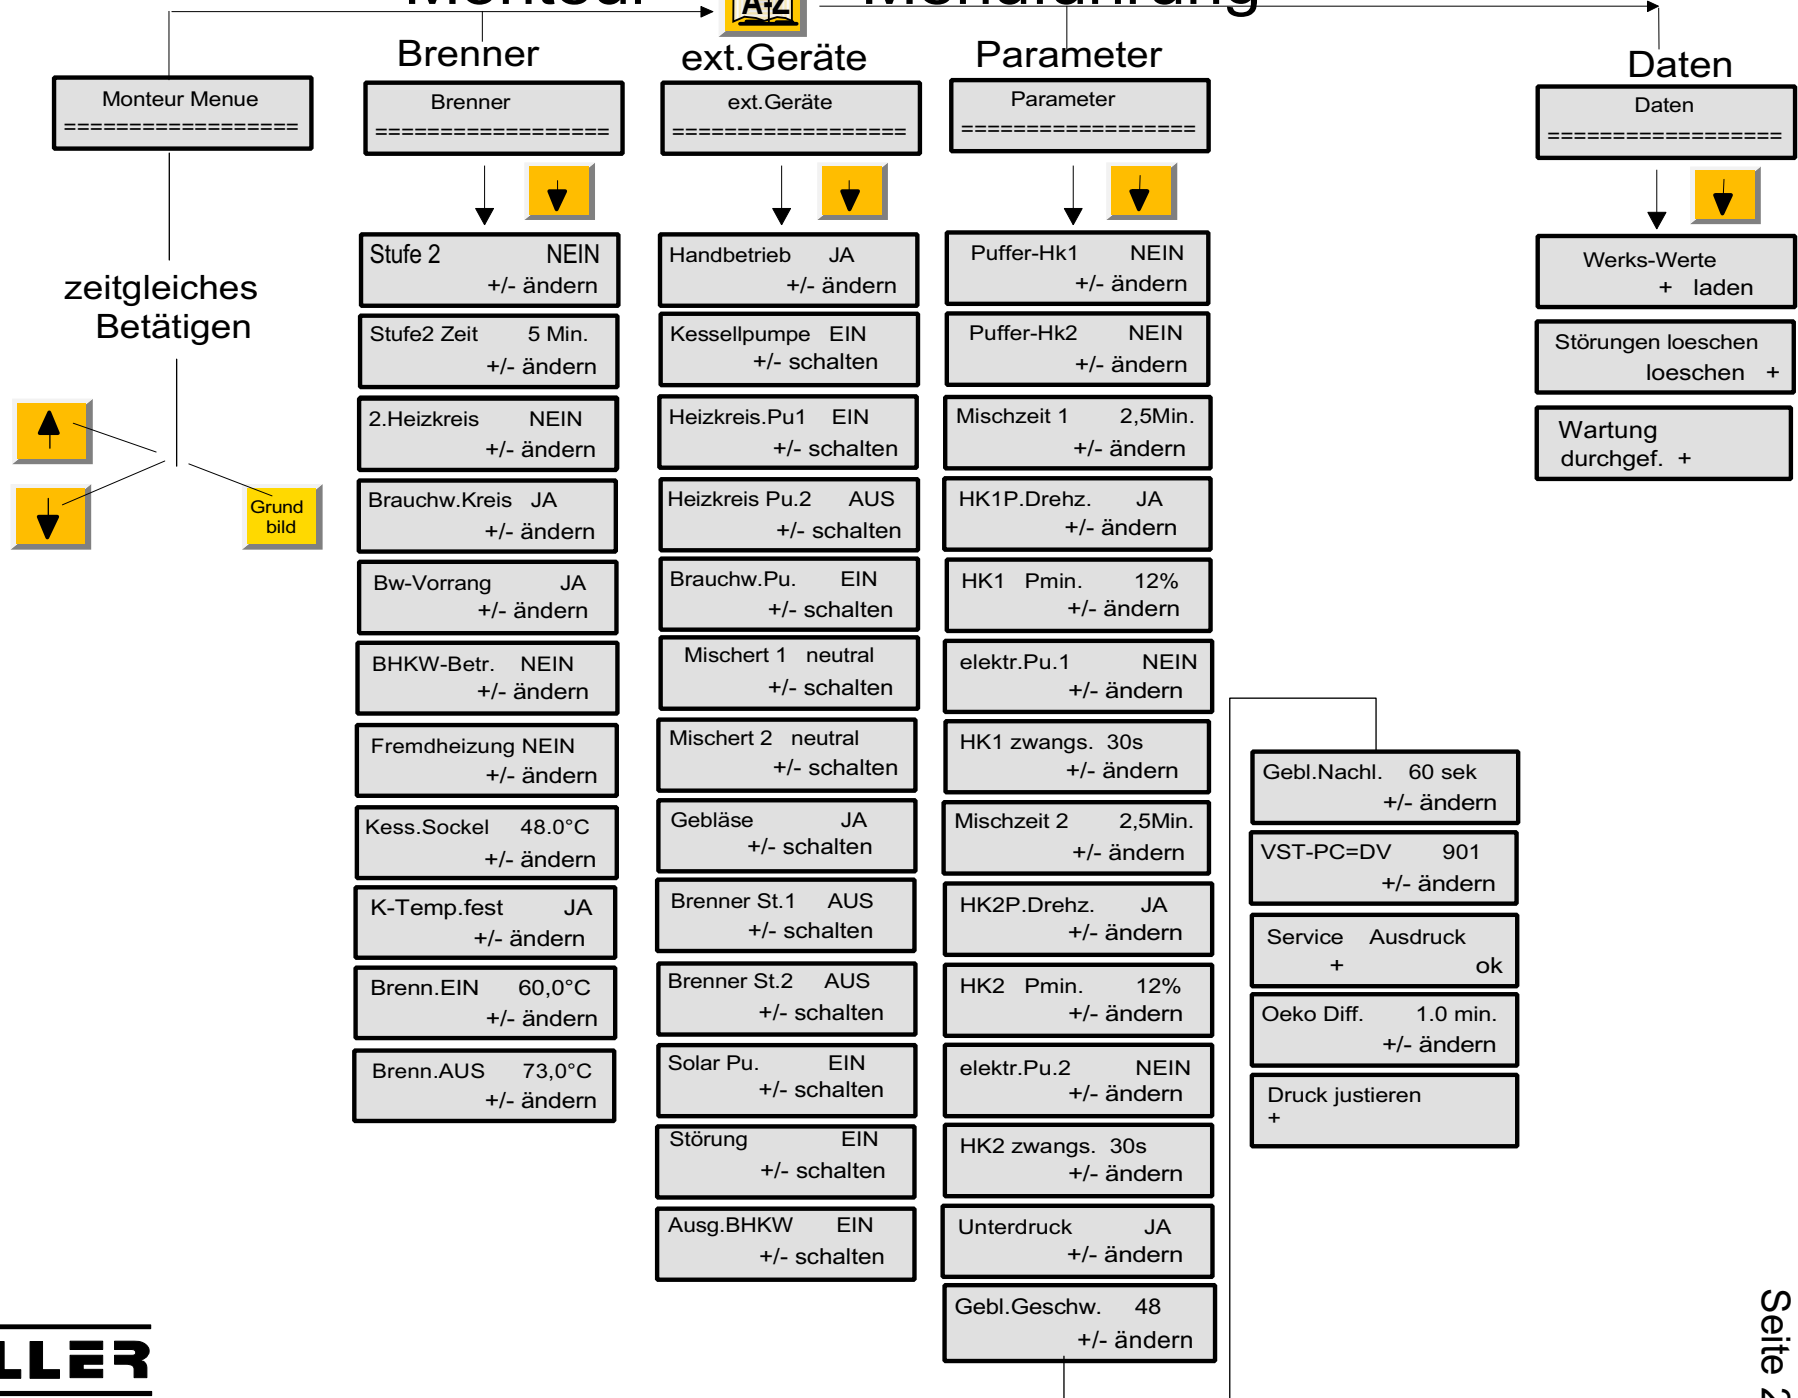 Monteur
A-Z
Menüführung
Brenner
ext.Geräte
Parameter
Daten
Monteur Menue
==================
zeitgleiches
Betätigen
Grund
bild
Brenner
==================
Stufe 2 NEIN
+/- ändern
Stufe2 Zeit 5 Min.
+/- ändern
2.Heizkreis NEIN
+/- ändern
Brauchw.Kreis JA
+/- ändern
Bw-Vorrang JA
+/- ändern
BHKW-Betr. NEIN
+/- ändern
Fremdheizung NEIN
+/- ändern
Kess.Sockel 48.0°C
+/- ändern
K-Temp.fest JA
+/- ändern
Brenn.EIN 60,0°C
+/- ändern
Brenn.AUS 73,0°C
+/- ändern
ext.Geräte
==================
Handbetrieb JA
+/- ändern
Kessellpumpe EIN
+/- schalten
Heizkreis.Pu1 EIN
+/- schalten
Heizkreis Pu.2 AUS
+/- schalten
Brauchw.Pu. EIN
+/- schalten
Mischert 1 neutral
+/- schalten
Mischert 2 neutral
+/- schalten
Gebläse JA
+/- schalten
Brenner St.1 AUS
+/- schalten
Brenner St.2 AUS
+/- schalten
Solar Pu. EIN
+/- schalten
Störung EIN
+/- schalten
Ausg.BHKW EIN
+/- schalten
Parameter
==================
Puffer-Hk1 NEIN
+/- ändern
Puffer-Hk2 NEIN
+/- ändern
Mischzeit 1 2,5Min.
+/- ändern
HK1P.Drehz. JA
+/- ändern
HK1 Pmin. 12%
+/- ändern
elektr.Pu.1 NEIN
+/- ändern
HK1 zwangs. 30s
+/- ändern
Mischzeit 2 2,5Min.
+/- ändern
HK2P.Drehz. JA
+/- ändern
HK2 Pmin. 12%
+/- ändern
elektr.Pu.2 NEIN
+/- ändern
HK2 zwangs. 30s
+/- ändern
Unterdruck JA
+/- ändern
Gebl.Geschw. 48
+/- ändern
Gebl.Nachl. 60 sek
+/- ändern
VST-PC=DV 901
+/- ändern
Service Ausdruck
+ ok
Oeko Diff. 1.0 min.
+/- ändern
Druck justieren
+
Daten
==================
Werks-Werte
+ laden
Störungen loeschen
loeschen +
Wartung
durchgef. +
LLER
Seite 2